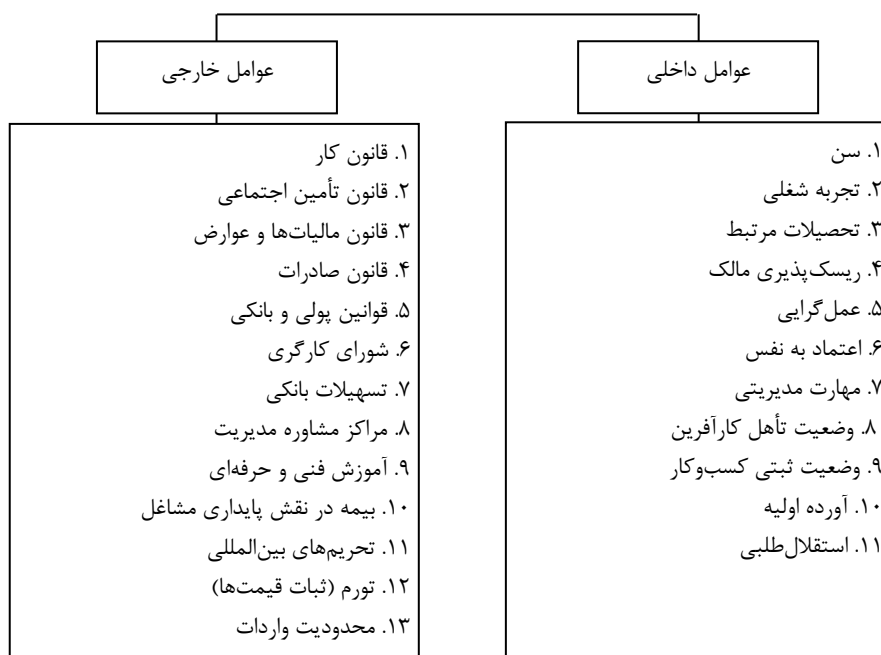 عوامل داخلی
۱. سن
۲. تجربه شغلی
۳. تحصیلات مرتبط
۴. ریسک‌پذیری مالک
۵. عمل‌گرایی
۶. اعتماد به نفس
۷. مهارت مدیریتی
۸. وضعیت تأهل کارآفرین
۹. وضعیت ثبتی کسب‌وکار
۱۰. آورده اولیه
۱۱. استقلال‌طلبی
عوامل خارجی
۱. قانون کار
۲. قانون تأمین اجتماعی
۳. قانون مالیات‌ها و عوارض
۴. قانون صادرات
۵. قوانین پولی و بانکی
۶. شورای کارگری
۷. تسهیلات بانکی
۸. مراکز مشاوره مدیریت
۹. آموزش فنی و حرفه‌ای
۱۰. بیمه در نقش پایداری مشاغل
۱۱. تحریم‌های بین‌المللی
۱۲. تورم (ثبات قیمت‌ها)
۱۳. محدودیت واردات